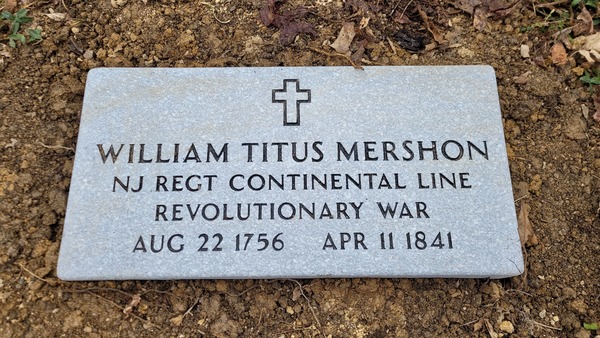 WILLIAM TITUS MERSHON
NJ REGT CONTINENTAL LINE
REVOLUTIONARY WAR
AUG 22 1756 APR 11 1841